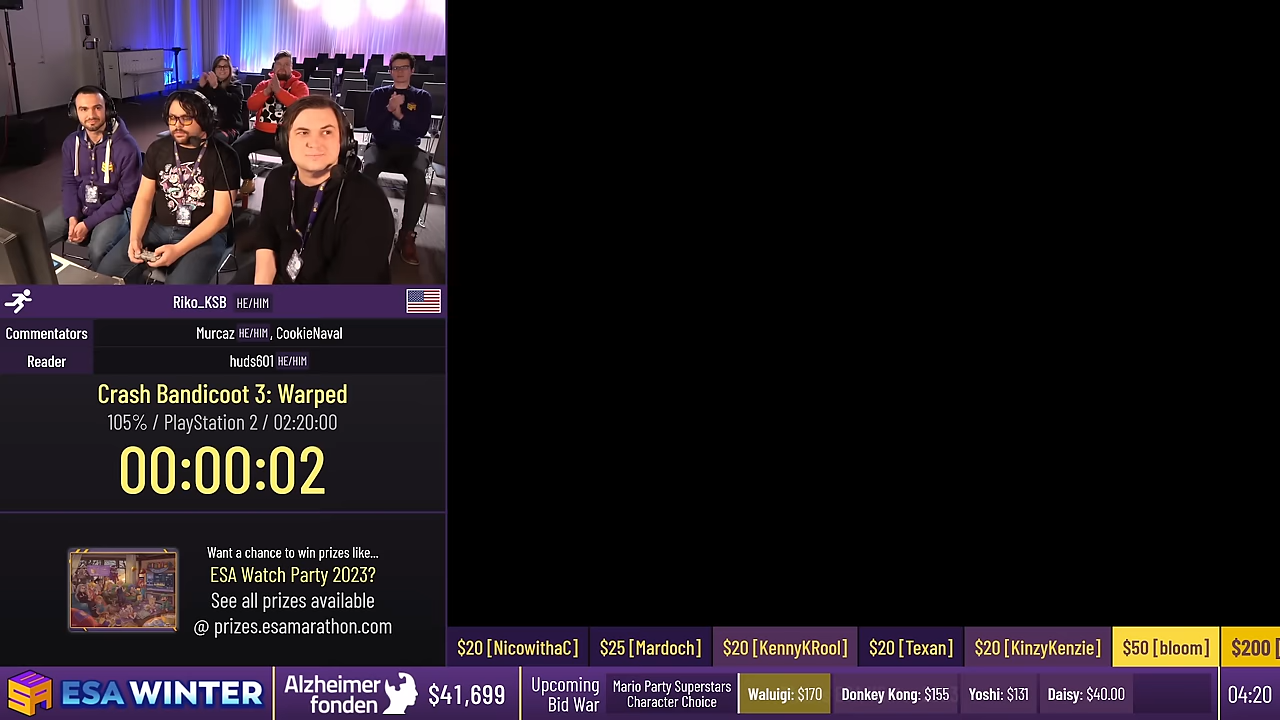 Riko_KSB HE/HIM
Commentators
Murcaz HE/HIM, CookieNaval
Reader
huds601 HE/HIM
Crash Bandicoot 3: Warped
105% / PlayStation 2 / 02:20:00
00:00:02
Want a chance to win prizes like...
ESA Watch Party 2023?
See all prizes available
@ prizes.esamarathon.com
$20 [NicowithaC]
$25 [Mardoch]
$20 [KennyKRool]
$20 [Texan]
$20 [KinzyKenzie]
$50 [bloom]
$200 [
ESA WINTER
Alzheimer
fonden
$41,699
Upcoming
Bid War
Mario Party Superstars
Character Choice
Waluigi: $170
Donkey Kong: $155
Yoshi: $131
Daisy: $40.00
04:20